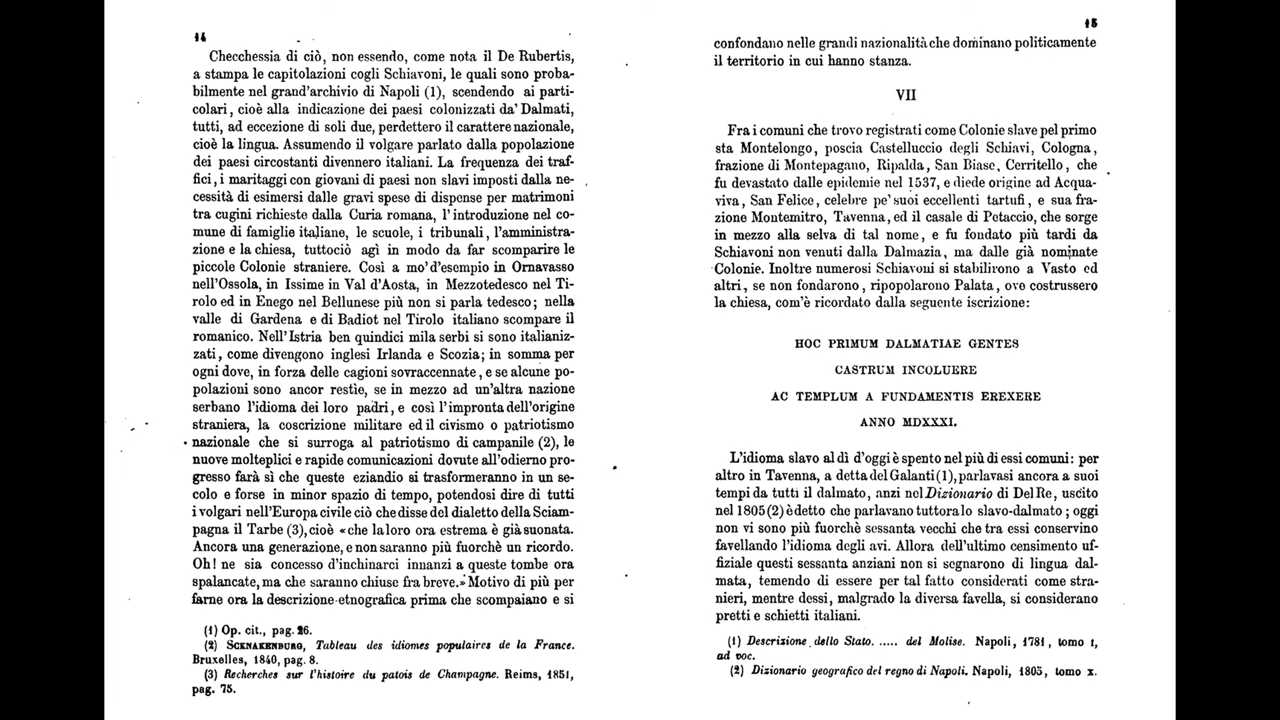 14
Checchessia di ciò, non essendo, come nota il De Rubertis,
a stampa le capitolazioni cogli Schiavoni, le quali sono proba-
bilmente nel grand'archivio di Napoli (1), scendendo ai parti-
colari, cioè alla indicazione dei paesi colonizzati da' Dalmati,
tutti, ad eccezione di soli due, perdettero il carattere nazionale,
cioè la lingua. Assumendo il volgare parlato dalla popolazione
dei paesi circostanti divennero italiani. La frequenza dei traf-
fici, i maritaggi con giovani di paesi non slavi imposti dalla ne-
cessità di esimersi dalle gravi spese di dispense per matrimoni
tra cugini richieste dalla Curia romana, l'introduzione nel co-
mune di famiglie italiane, le scuole, i tribunali, l'amministra-
zione e la chiesa, tuttociò agì in modo da far scomparire le
piccole Colonie straniere. Così a mo' d'esempio in Ornavasso
nell'Ossola, in Issime in Val d'Aosta, in Mezzotedesco nel Ti-
rolo ed in Enego nel Bellunese più non si parla tedesco; nella
valle di Gardena e di Badiot nel Tirolo italiano scompare il
romanico. Nell'Istria ben quindici mila serbi si sono italianiz-
zati, come divengono inglesi Irlanda e Scozia; in somma per
ogni dove, in forza delle cagioni sovraccennate, e se alcune po-
polazioni sono ancor restìe, se in mezzo ad un'altra nazione
serbano l'idioma dei loro padri, e così l'impronta dell'origine
straniera, la coscrizione militare ed il civismo o patriotismo
nazionale che si surroga al patriotismo di campanile (2), le
nuove molteplici e rapide comunicazioni dovute all'odierno pro-
gresso farà sì che queste eziandio si trasformeranno in un se-
colo e forse in minor spazio di tempo, potendosi dire di tutti
i volgari nell'Europa civile ciò che disse del dialetto della Sciam-
pagna il Tarbe (3), cioè «che la loro ora estrema è già suonata.
Ancora una generazione, e non saranno più fuorchè un ricordo.
Oh! ne sia concesso d'inchinarci innanzi a queste tombe ora
spalancate, ma che saranno chiuse fra breve.» Motivo di più per
farne ora la descrizione etnografica prima che scompaiano e si
(1) Op. cit., pag. 26.
(2) SCKNAKENBURG, Tableau des idiomes populaires de la France.
Bruxelles, 1840, pag. 8.
(3) Recherches sur l'histoire du patois de Champagne. Reims, 1851,
pag. 75.
15
confondano nelle grandi nazionalità che dominano politicamente
il territorio in cui hanno stanza.
VII
Fra i comuni che trovo registrati come Colonie slave pel primo
sta Montelongo, poscia Castelluccio degli Schiavi, Cologna,
frazione di Montepagano, Ripalda, San Biase, Cerritello, che
fu devastato dalle epidemie nel 1537, e diede origine ad Acqua-
viva, San Felice, celebre pe' suoi eccellenti tartufi, e sua fra-
zione Montemitro, Tavenna, ed il casale di Petaccio, che sorge
in mezzo alla selva di tal nome, e fu fondato più tardi da
Schiavoni non venuti dalla Dalmazia, ma dalle già nominate
Colonie. Inoltre numerosi Schiavoni si stabilirono a Vasto ed
altri, se non fondarono, ripopolarono Palata, ove costrussero
la chiesa, com'è ricordato dalla seguente iscrizione:
HOC PRIMUM DALMATIAE GENTES
CASTRUM INCOLUERE
AC TEMPLUM A FUNDAMENTIS EREXERE
ANNO MDXXXI.
L'idioma slavo al dì d'oggi è spento nel più di essi comuni: per
altro in Tavenna, a detta del Galanti (1), parlavasi ancora a suoi
tempi da tutti il dalmato, anzi nel Dizionario di Del Re, uscito
nel 1805 (2) è detto che parlavano tuttora lo slavo-dalmato; oggi
non vi sono più fuorchè sessanta vecchi che tra essi conservino
favellando l'idioma degli avi. Allora dell'ultimo censimento uf-
fiziale questi sessanta anziani non si segnarono di lingua dal-
mata, temendo di essere per tal fatto considerati come stra-
nieri, mentre dessi, malgrado la diversa favella, si considerano
pretti e schietti italiani.
(1) Descrizione dello Stato. ..... del Molise. Napoli, 1781, tomo I,
ad voc.
(2) Dizionario geografico del regno di Napoli. Napoli, 1805, tomo X.